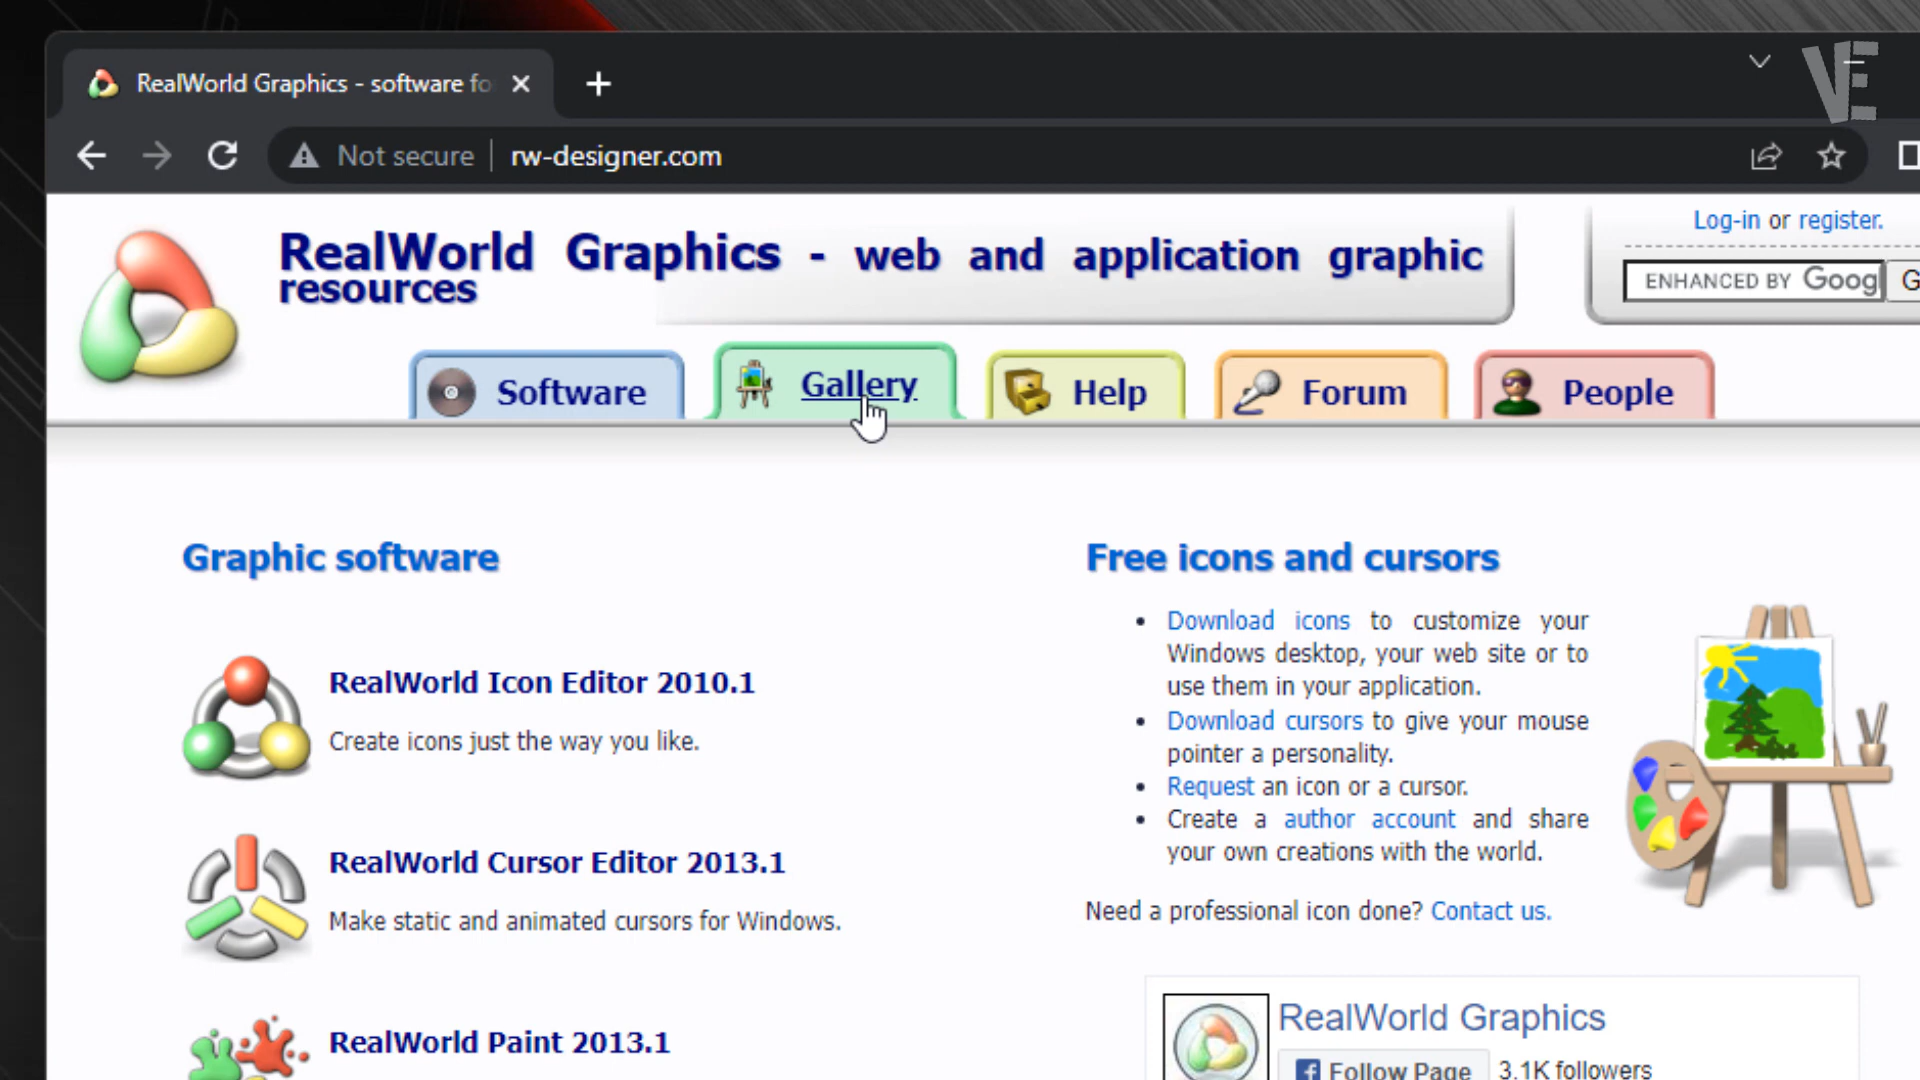 VE
RealWorld Graphics - software fo
Not secure | rw-designer.com
Log-in or register.
RealWorld Graphics - web and application graphic
resources
ENHANCED BY Goog
G
Software
Gallery
Help
Forum
People
Graphic software
RealWorld Icon Editor 2010.1
Create icons just the way you like.
RealWorld Cursor Editor 2013.1
Make static and animated cursors for Windows.
RealWorld Paint 2013.1
Free icons and cursors
• Download icons to customize your
Windows desktop, your web site or to
use them in your application.
• Download cursors to give your mouse
pointer a personality.
• Request an icon or a cursor.
• Create a author account and share
your own creations with the world.
Need a professional icon done? Contact us.
RealWorld Graphics
Follow Page
3.1K followers